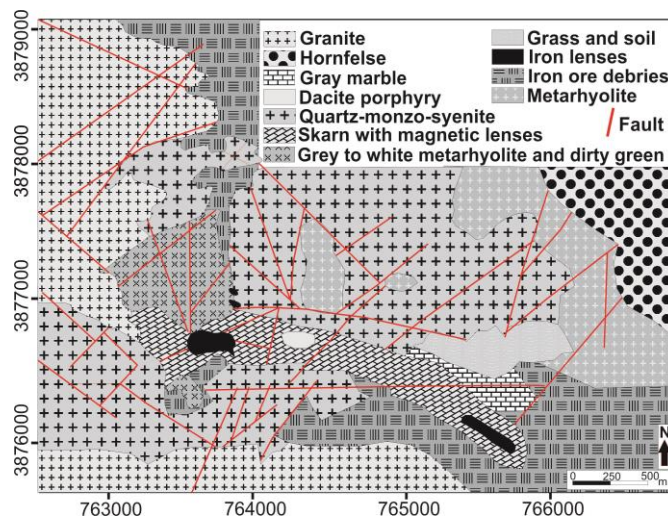 Granite
Hornfelse
Gray marble
Dacite porphyry
Quartz-monzo-syenite
Skarn with magnetic lenses
Grey to white metarhyolite and dirty green
Grass and soil
Iron lenses
Iron ore debries
Metarhyolite
Fault
3879000
3878000
3877000
3876000
N
0 250 500
m
763000 764000 765000 766000